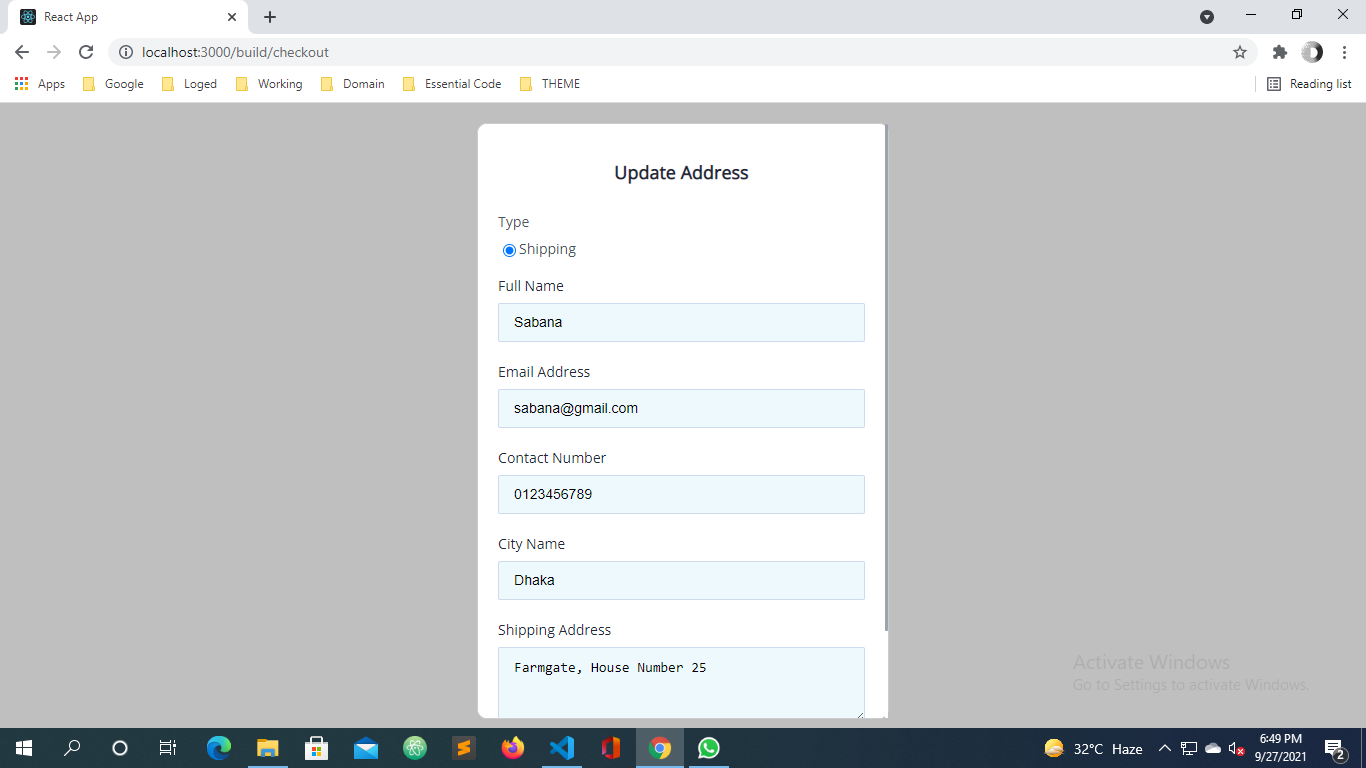 React App
localhost:3000/build/checkout
Apps Google Loged Working Domain Essential Code THEME Reading list
Update Address
Type
Shipping
Full Name
Sabana
Email Address
sabana@gmail.com
Contact Number
0123456789
City Name
Dhaka
Shipping Address
Farmgate, House Number 25
Activate Windows
Go to Settings to activate Windows.
32°C Haze
6:49 PM
9/27/2021
2